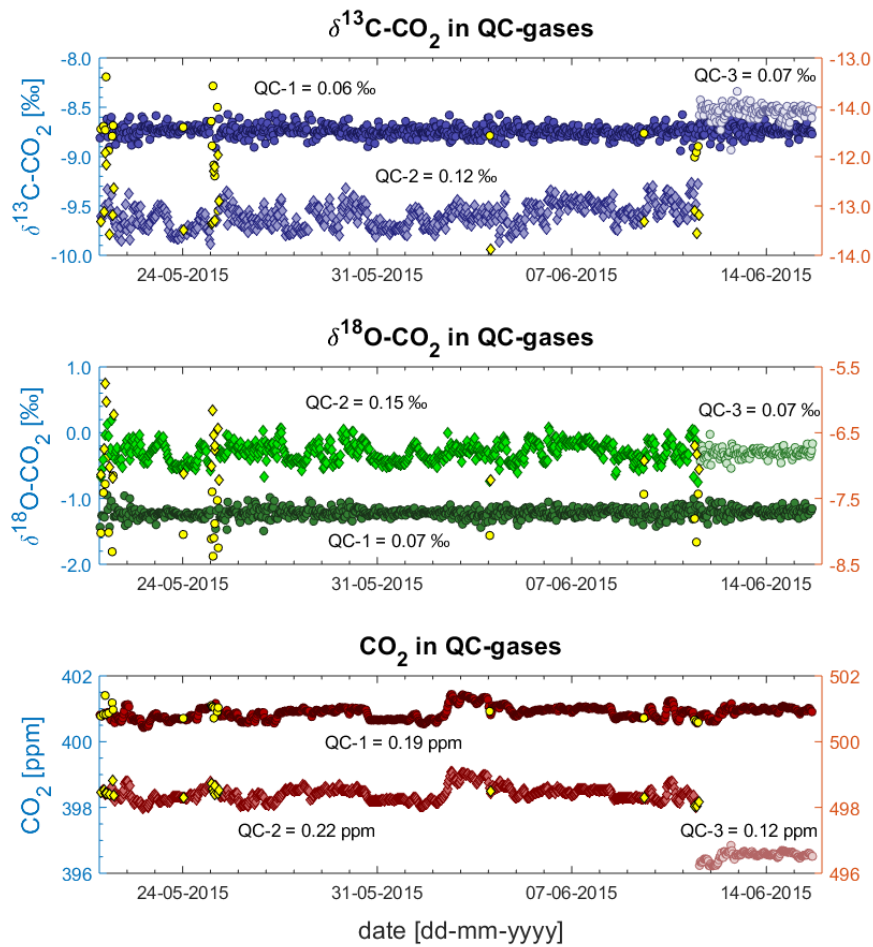 δ¹³C-CO₂ in QC-gases
-8.0
-8.5
-9.0
-9.5
-10.0
δ¹³C-CO₂ [‰]
QC-1 = 0.06 ‰
QC-2 = 0.12 ‰
QC-3 = 0.07 ‰
-13.0
-14.0
-12.0
-13.0
-14.0
24-05-2015 31-05-2015 07-06-2015 14-06-2015
δ¹⁸O-CO₂ in QC-gases
1.0
0.0
-1.0
-2.0
δ¹⁸O-CO₂ [‰]
QC-2 = 0.15 ‰
QC-3 = 0.07 ‰
QC-1 = 0.07 ‰
-5.5
-6.5
-7.5
-8.5
24-05-2015 31-05-2015 07-06-2015 14-06-2015
CO₂ in QC-gases
402
400
398
396
CO₂ [ppm]
QC-1 = 0.19 ppm
QC-2 = 0.22 ppm
QC-3 = 0.12 ppm
502
500
498
496
24-05-2015 31-05-2015 07-06-2015 14-06-2015
date [dd-mm-yyyy]